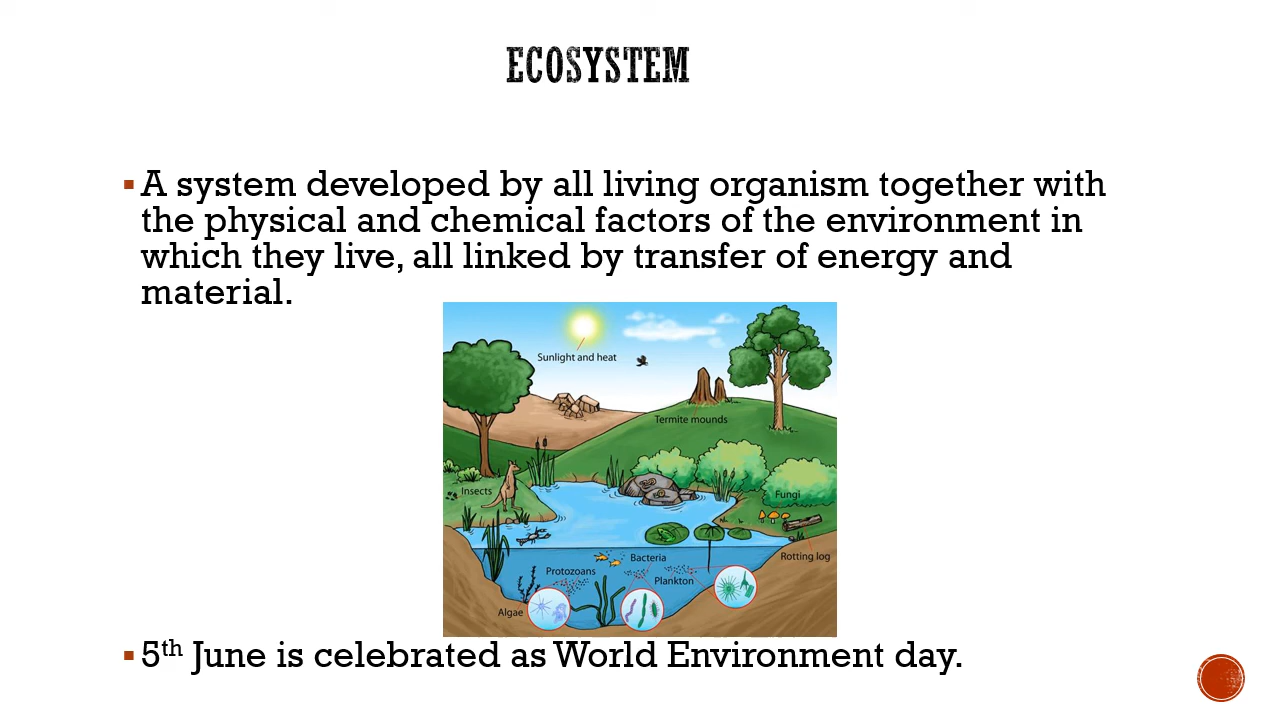 ECOSYSTEM
▪ A system developed by all living organism together with
the physical and chemical factors of the environment in
which they live, all linked by transfer of energy and
material.
Sunlight and heat
Termite mounds
Insects
Fungi
Rotting log
Bacteria
Protozoans
Plankton
Algae
▪ 5th June is celebrated as World Environment day.